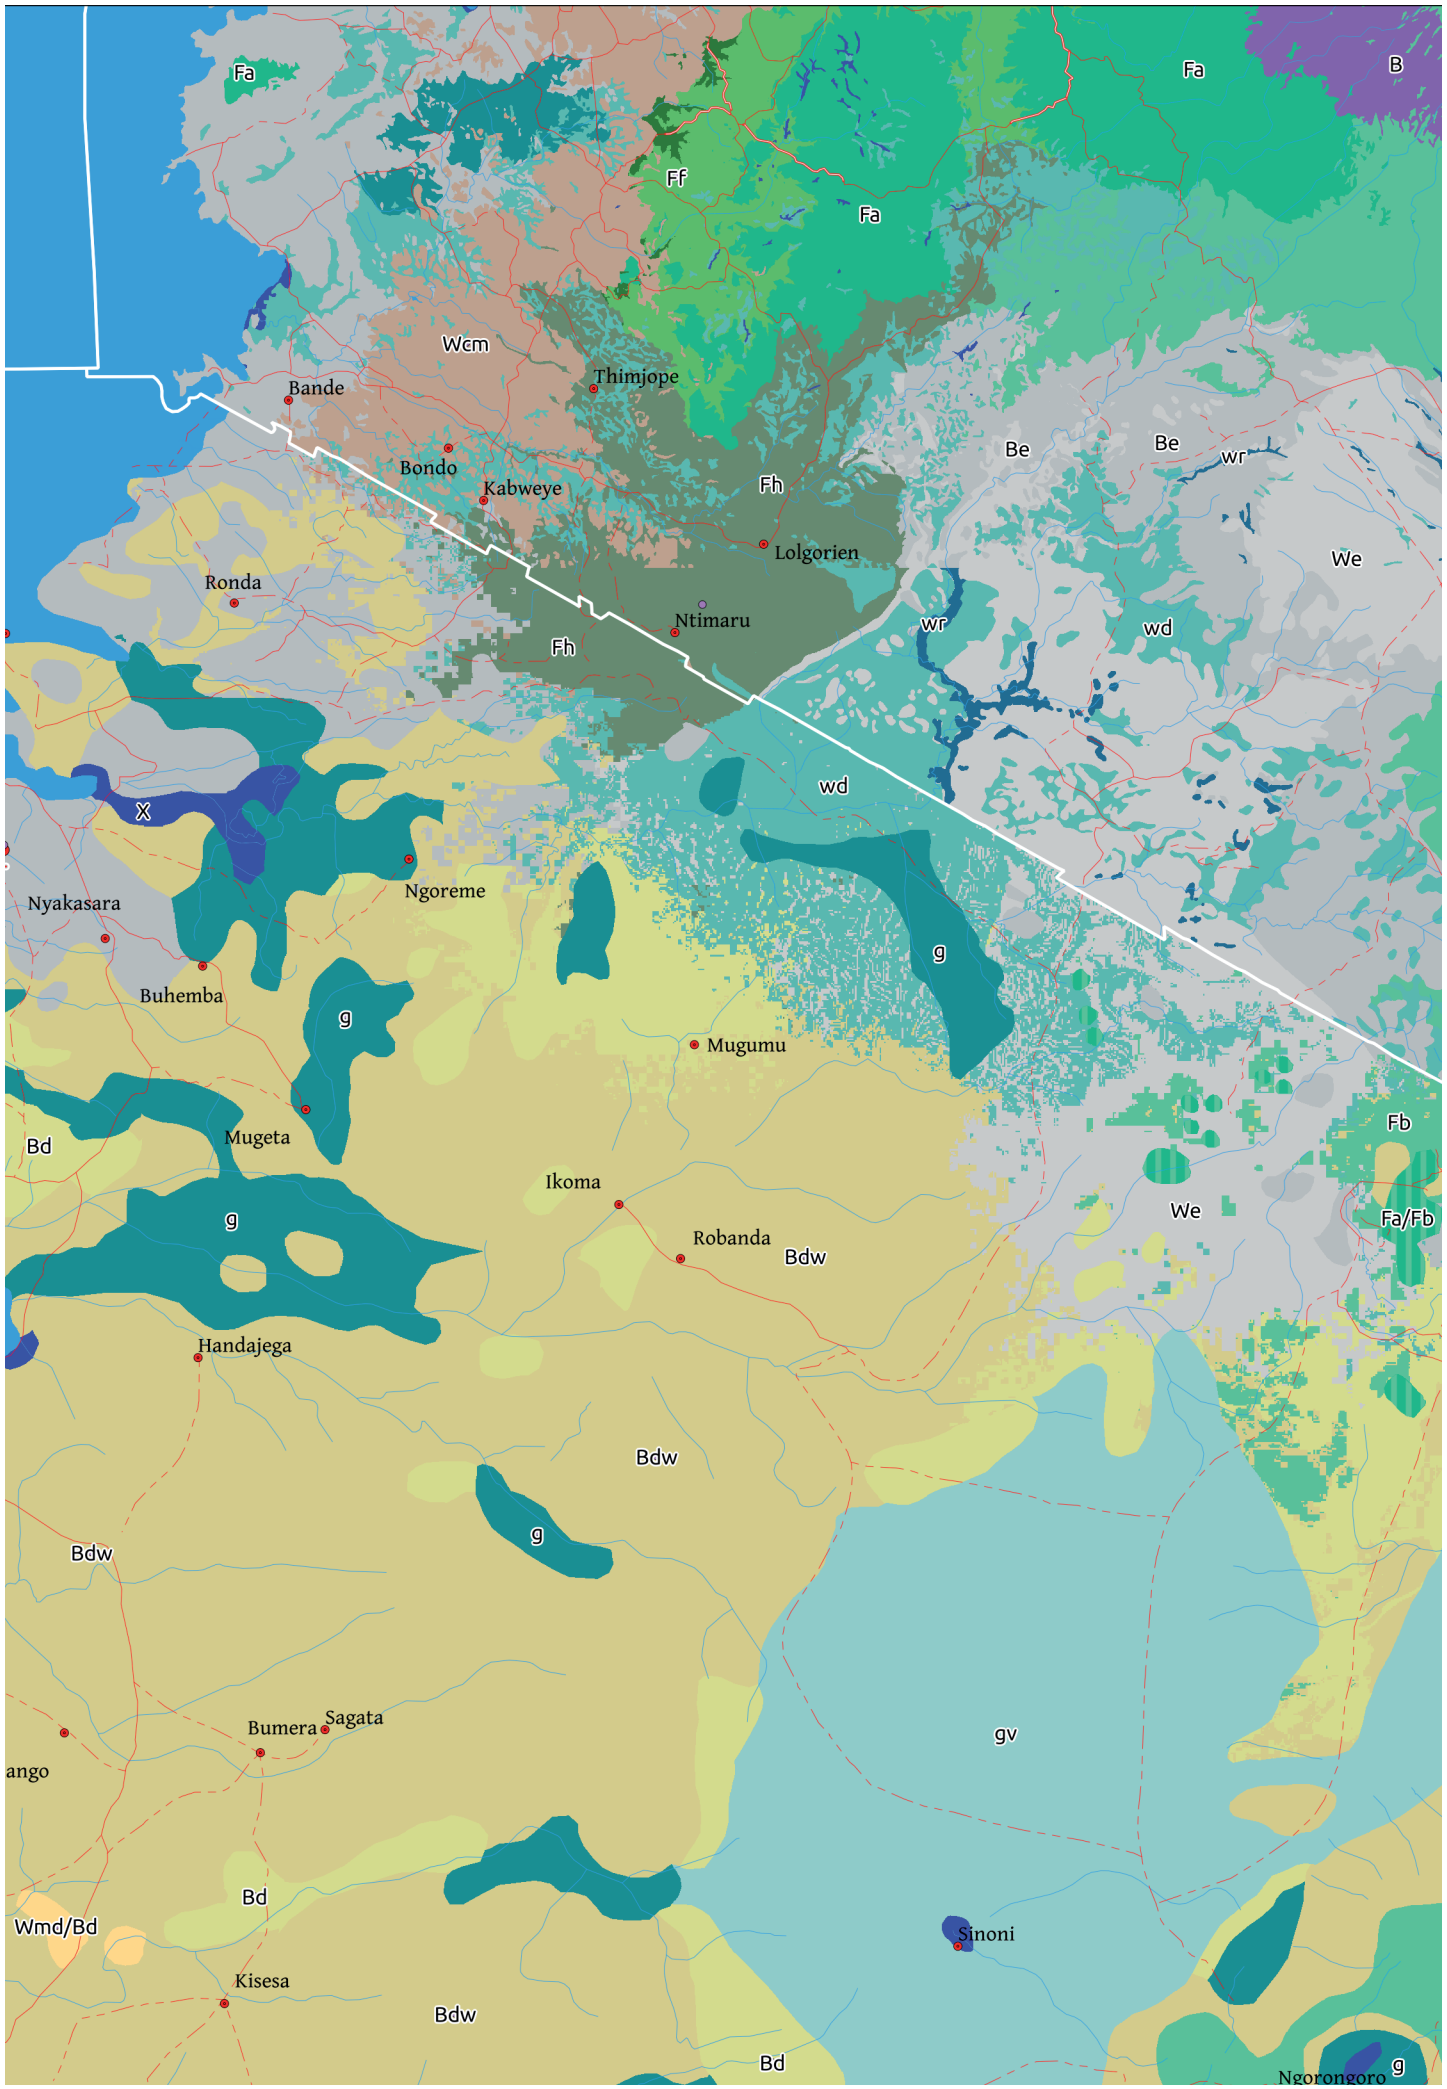 B
Fa
Fa
Ff
Fa
Wcm
Thimjope
Bande
Be
Be
wr
Bondo
Kabweye
Fh
Lolgorien
We
Ronda
Ntimaru
wr
wd
Fh
wd
X
Ngoreme
Nyakasara
g
Buhemba
g
Mugumu
Fb
Mugeta
Bd
Ikoma
We
g
Fa/Fb
Robanda
Bdw
Handajega
Bdw
g
Bdw
Sagata
Bumera
gv
ango
Bd
Wmd/Bd
Sinoni
Kisesa
Bdw
Bd
g
Ngorongoro